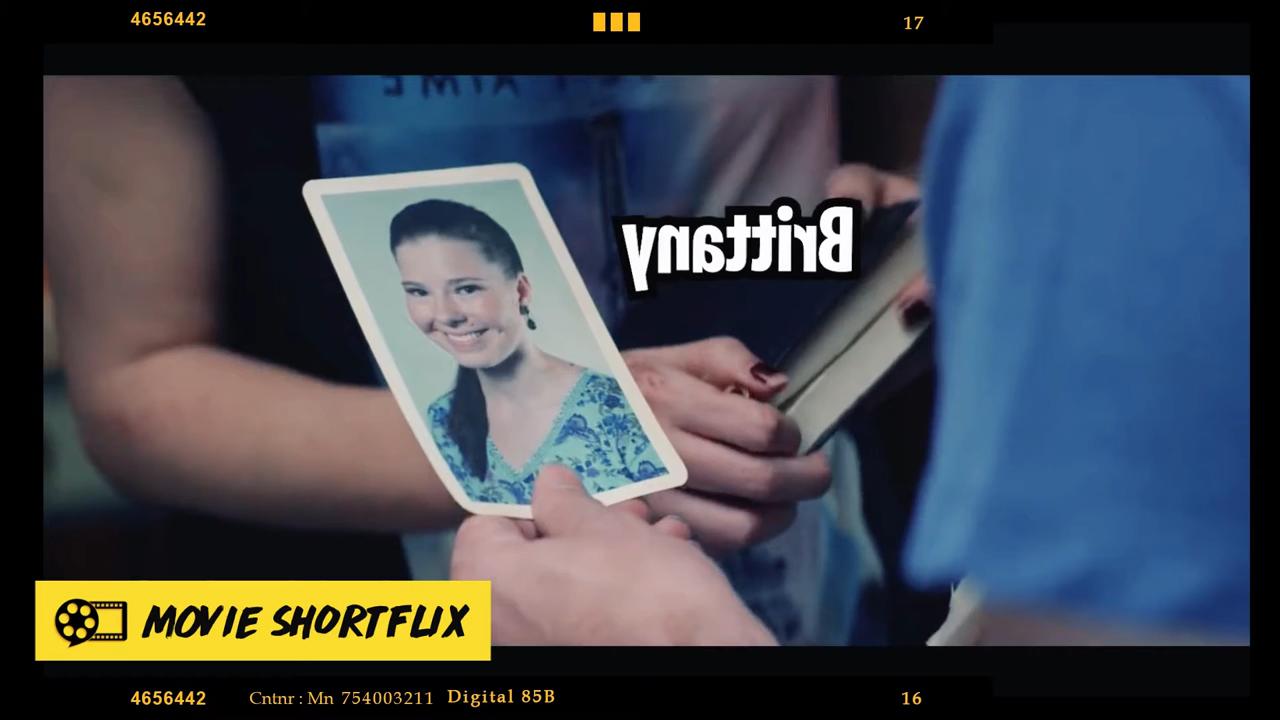 4656442
17
Brittany
MOVIE SHORTFLIX
4656442 Cntnr : Mn 754003211 Digital 85B 16